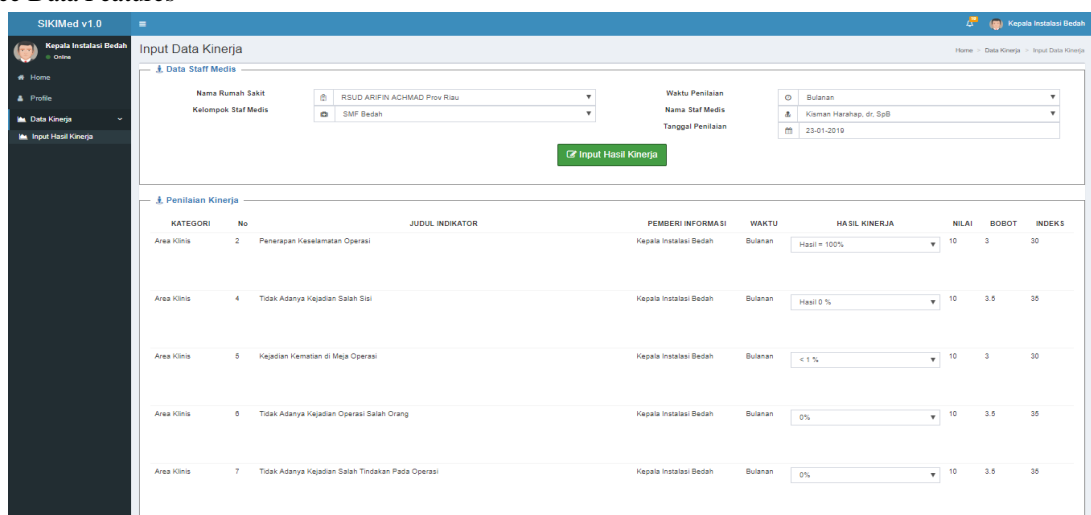 SIKIMed v1.0
Kepala Instalasi Bedah
Kepala Instalasi Bedah
Online
Home
Profile
Data Kinerja
Input Hasil Kinerja
Input Data Kinerja
Home > Data Kinerja > Input Data Kinerja
Data Staff Medis
Nama Rumah Sakit RSUD ARIFIN ACHMAD Prov Riau
Kelompok Staf Medis SMF Bedah
Waktu Penilaian Bulanan
Nama Staf Medis Kisman Harahap, dr, SpB
Tanggal Penilaian 23-01-2019
Input Hasil Kinerja
Penilaian Kinerja
KATEGORI No JUDUL INDIKATOR PEMBERI INFORMASI WAKTU HASIL KINERJA NILAI BOBOT INDEKS
Area Klinis 2 Penerapan Keselamatan Operasi Kepala Instalasi Bedah Bulanan Hasil = 100% 10 3 30
Area Klinis 4 Tidak Adanya Kejadian Salah Sisi Kepala Instalasi Bedah Bulanan Hasil 0 % 10 3.5 35
Area Klinis 5 Kejadian Kematian di Meja Operasi Kepala Instalasi Bedah Bulanan < 1 % 10 3 30
Area Klinis 6 Tidak Adanya Kejadian Operasi Salah Orang Kepala Instalasi Bedah Bulanan 0% 10 3.5 35
Area Klinis 7 Tidak Adanya Kejadian Salah Tindakan Pada Operasi Kepala Instalasi Bedah Bulanan 0% 10 3.5 35